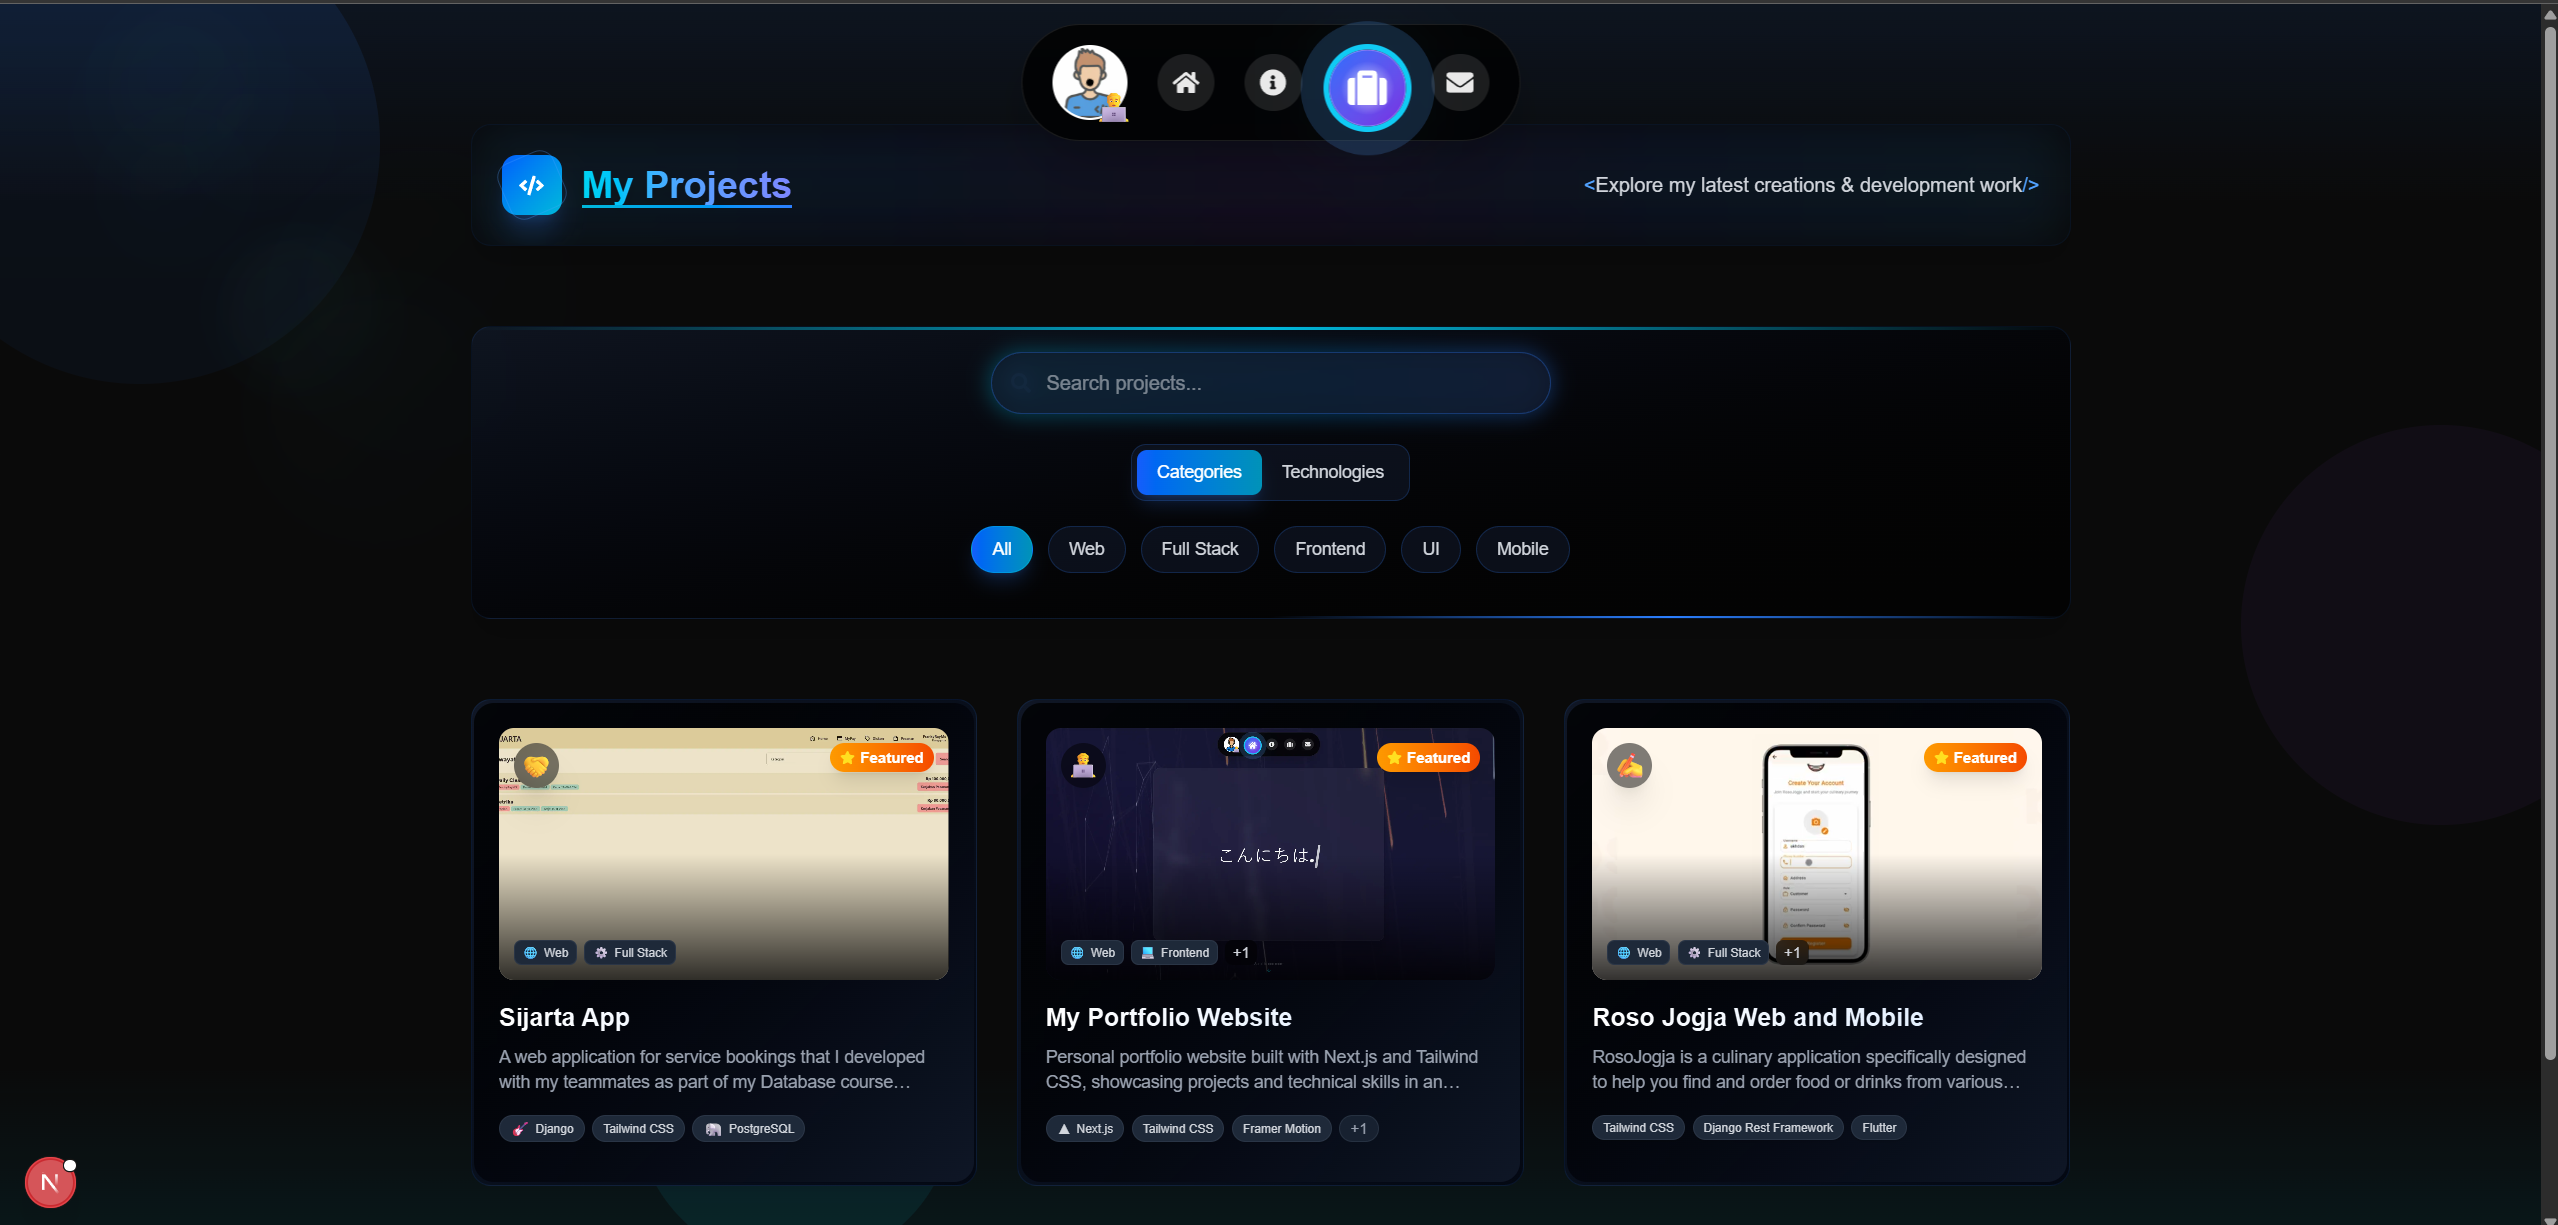 </> My Projects
<Explore my latest creations & development work/>
Search projects...
Categories Technologies
All Web Full Stack Frontend UI Mobile
JARTA
Featured
Web Full Stack
Sijarta App
A web application for service bookings that I developed
with my teammates as part of my Database course…
Django Tailwind CSS PostgreSQL
Featured
こんにちは.
Web Frontend +1
My Portfolio Website
Personal portfolio website built with Next.js and Tailwind
CSS, showcasing projects and technical skills in an…
Next.js Tailwind CSS Framer Motion +1
Featured
Create Your Account
Web Full Stack +1
Roso Jogja Web and Mobile
RosoJogja is a culinary application specifically designed
to help you find and order food or drinks from various…
Tailwind CSS Django Rest Framework Flutter
N